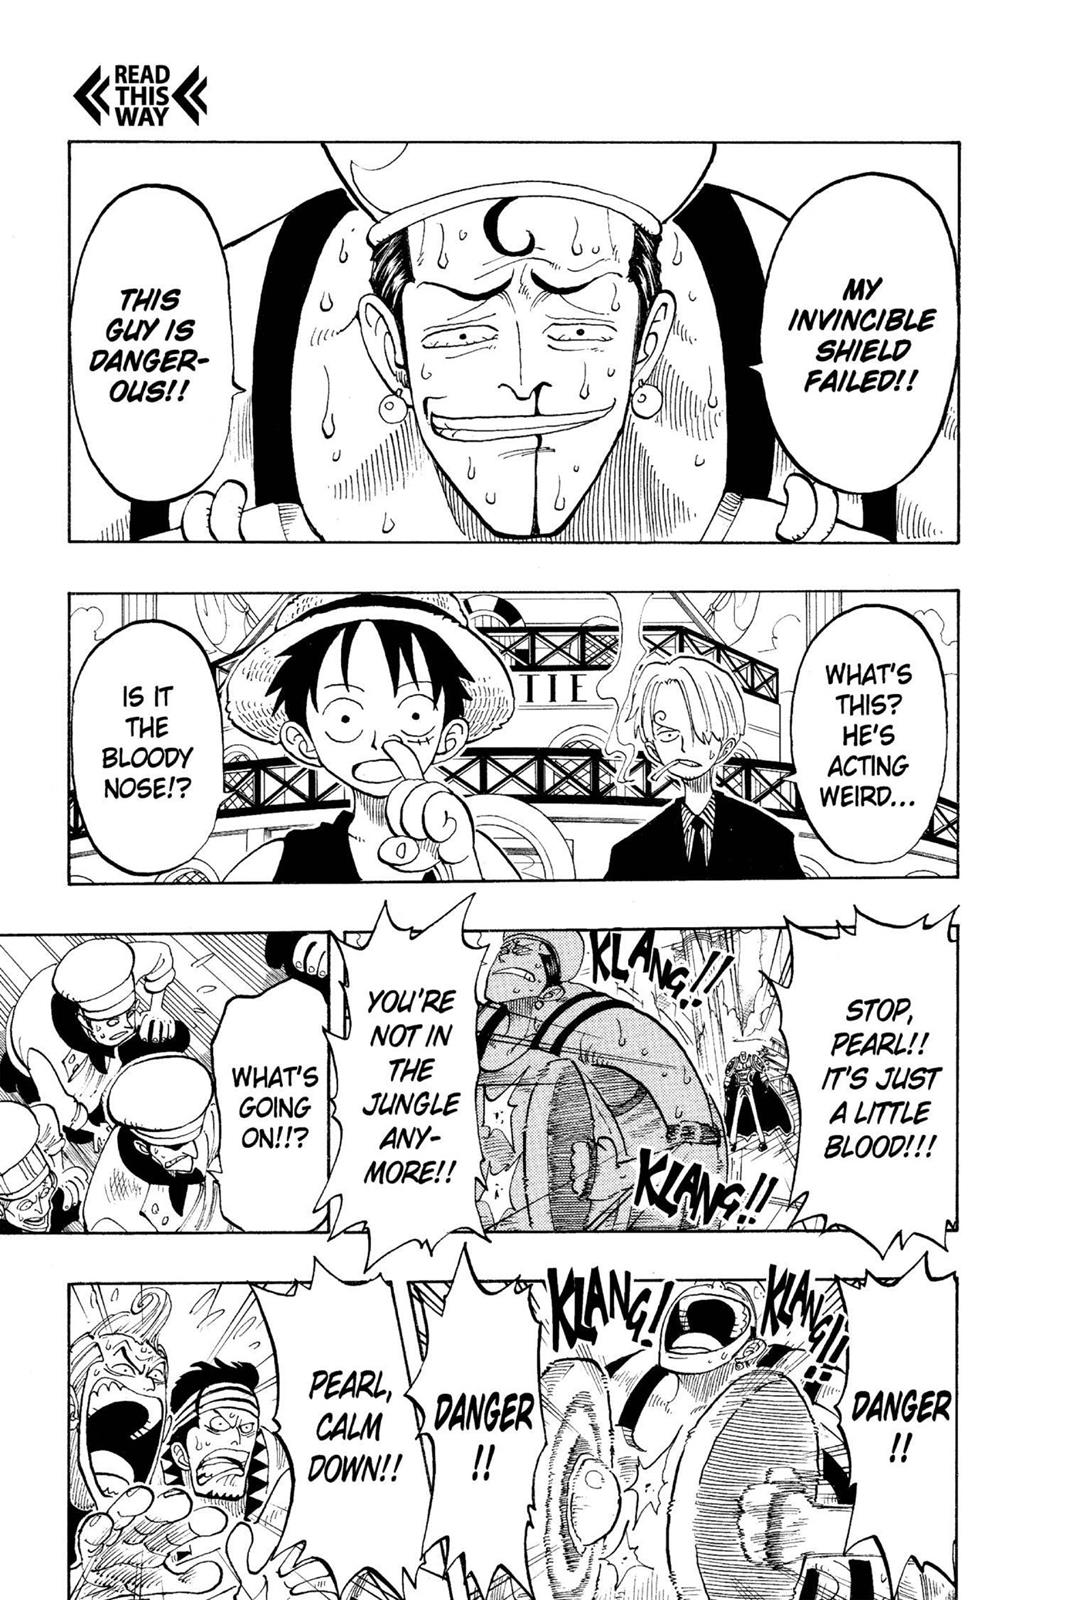 READ
THIS
WAY
MY
INVINCIBLE
SHIELD
FAILED!!
THIS
GUY IS
DANGER-
OUS!!
WHAT'S
THIS?
HE'S
ACTING
WEIRD...
TIE
IS IT
THE
BLOODY
NOSE!?
STOP,
PEARL!!
IT'S JUST
A LITTLE
BLOOD!!!
KLANG!!
KLANG!!
YOU'RE
NOT IN
THE
JUNGLE
ANY-
MORE!!
WHAT'S
GOING
ON!!?
DANGER
!!
KLANG!!
KLANG!
DANGER
!!
PEARL,
CALM
DOWN!!